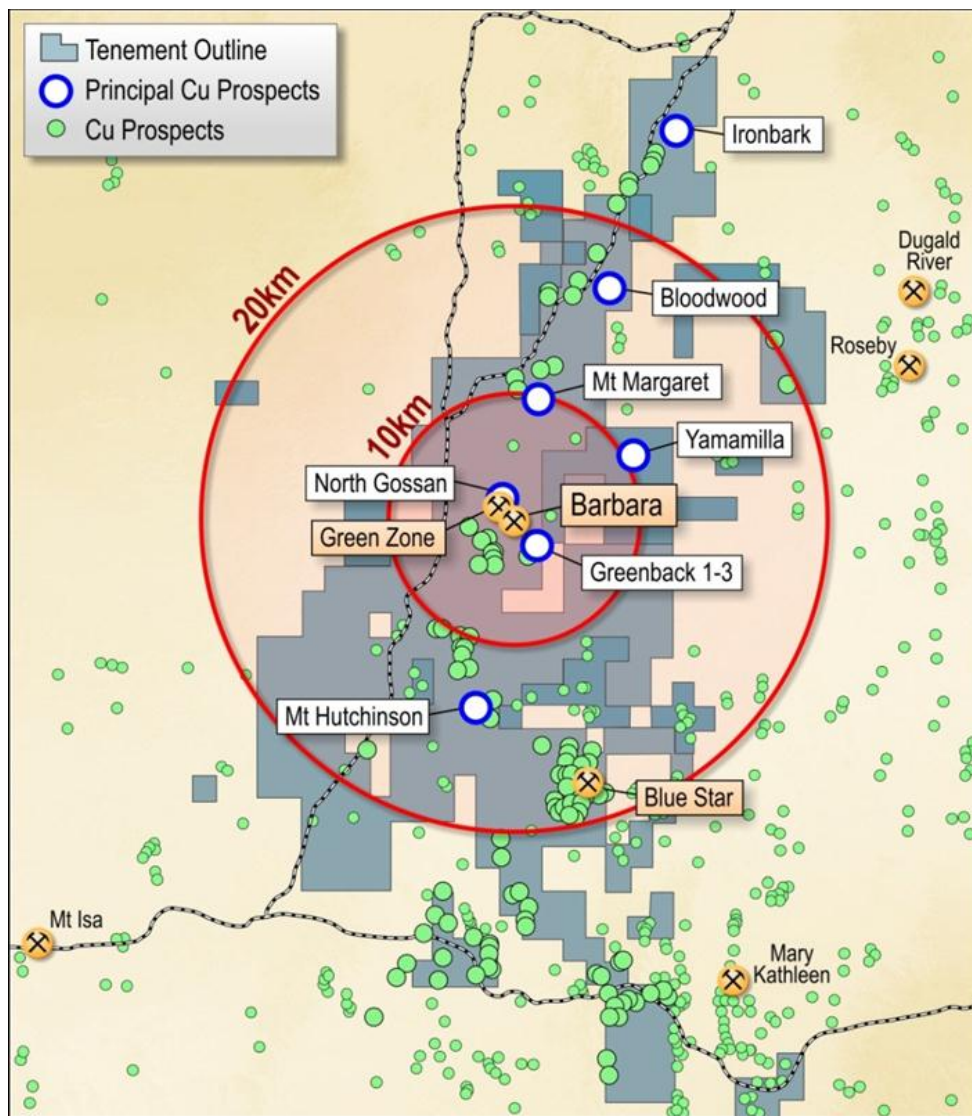 Tenement Outline
Principal Cu Prospects
Cu Prospects
Ironbark
Dugald
River
20km
Bloodwood
Roseby
Mt Margaret
10km
Yamamilla
North Gossan
Barbara
Green Zone
Greenback 1-3
Mt Hutchinson
Blue Star
Mt Isa
Mary
Kathleen